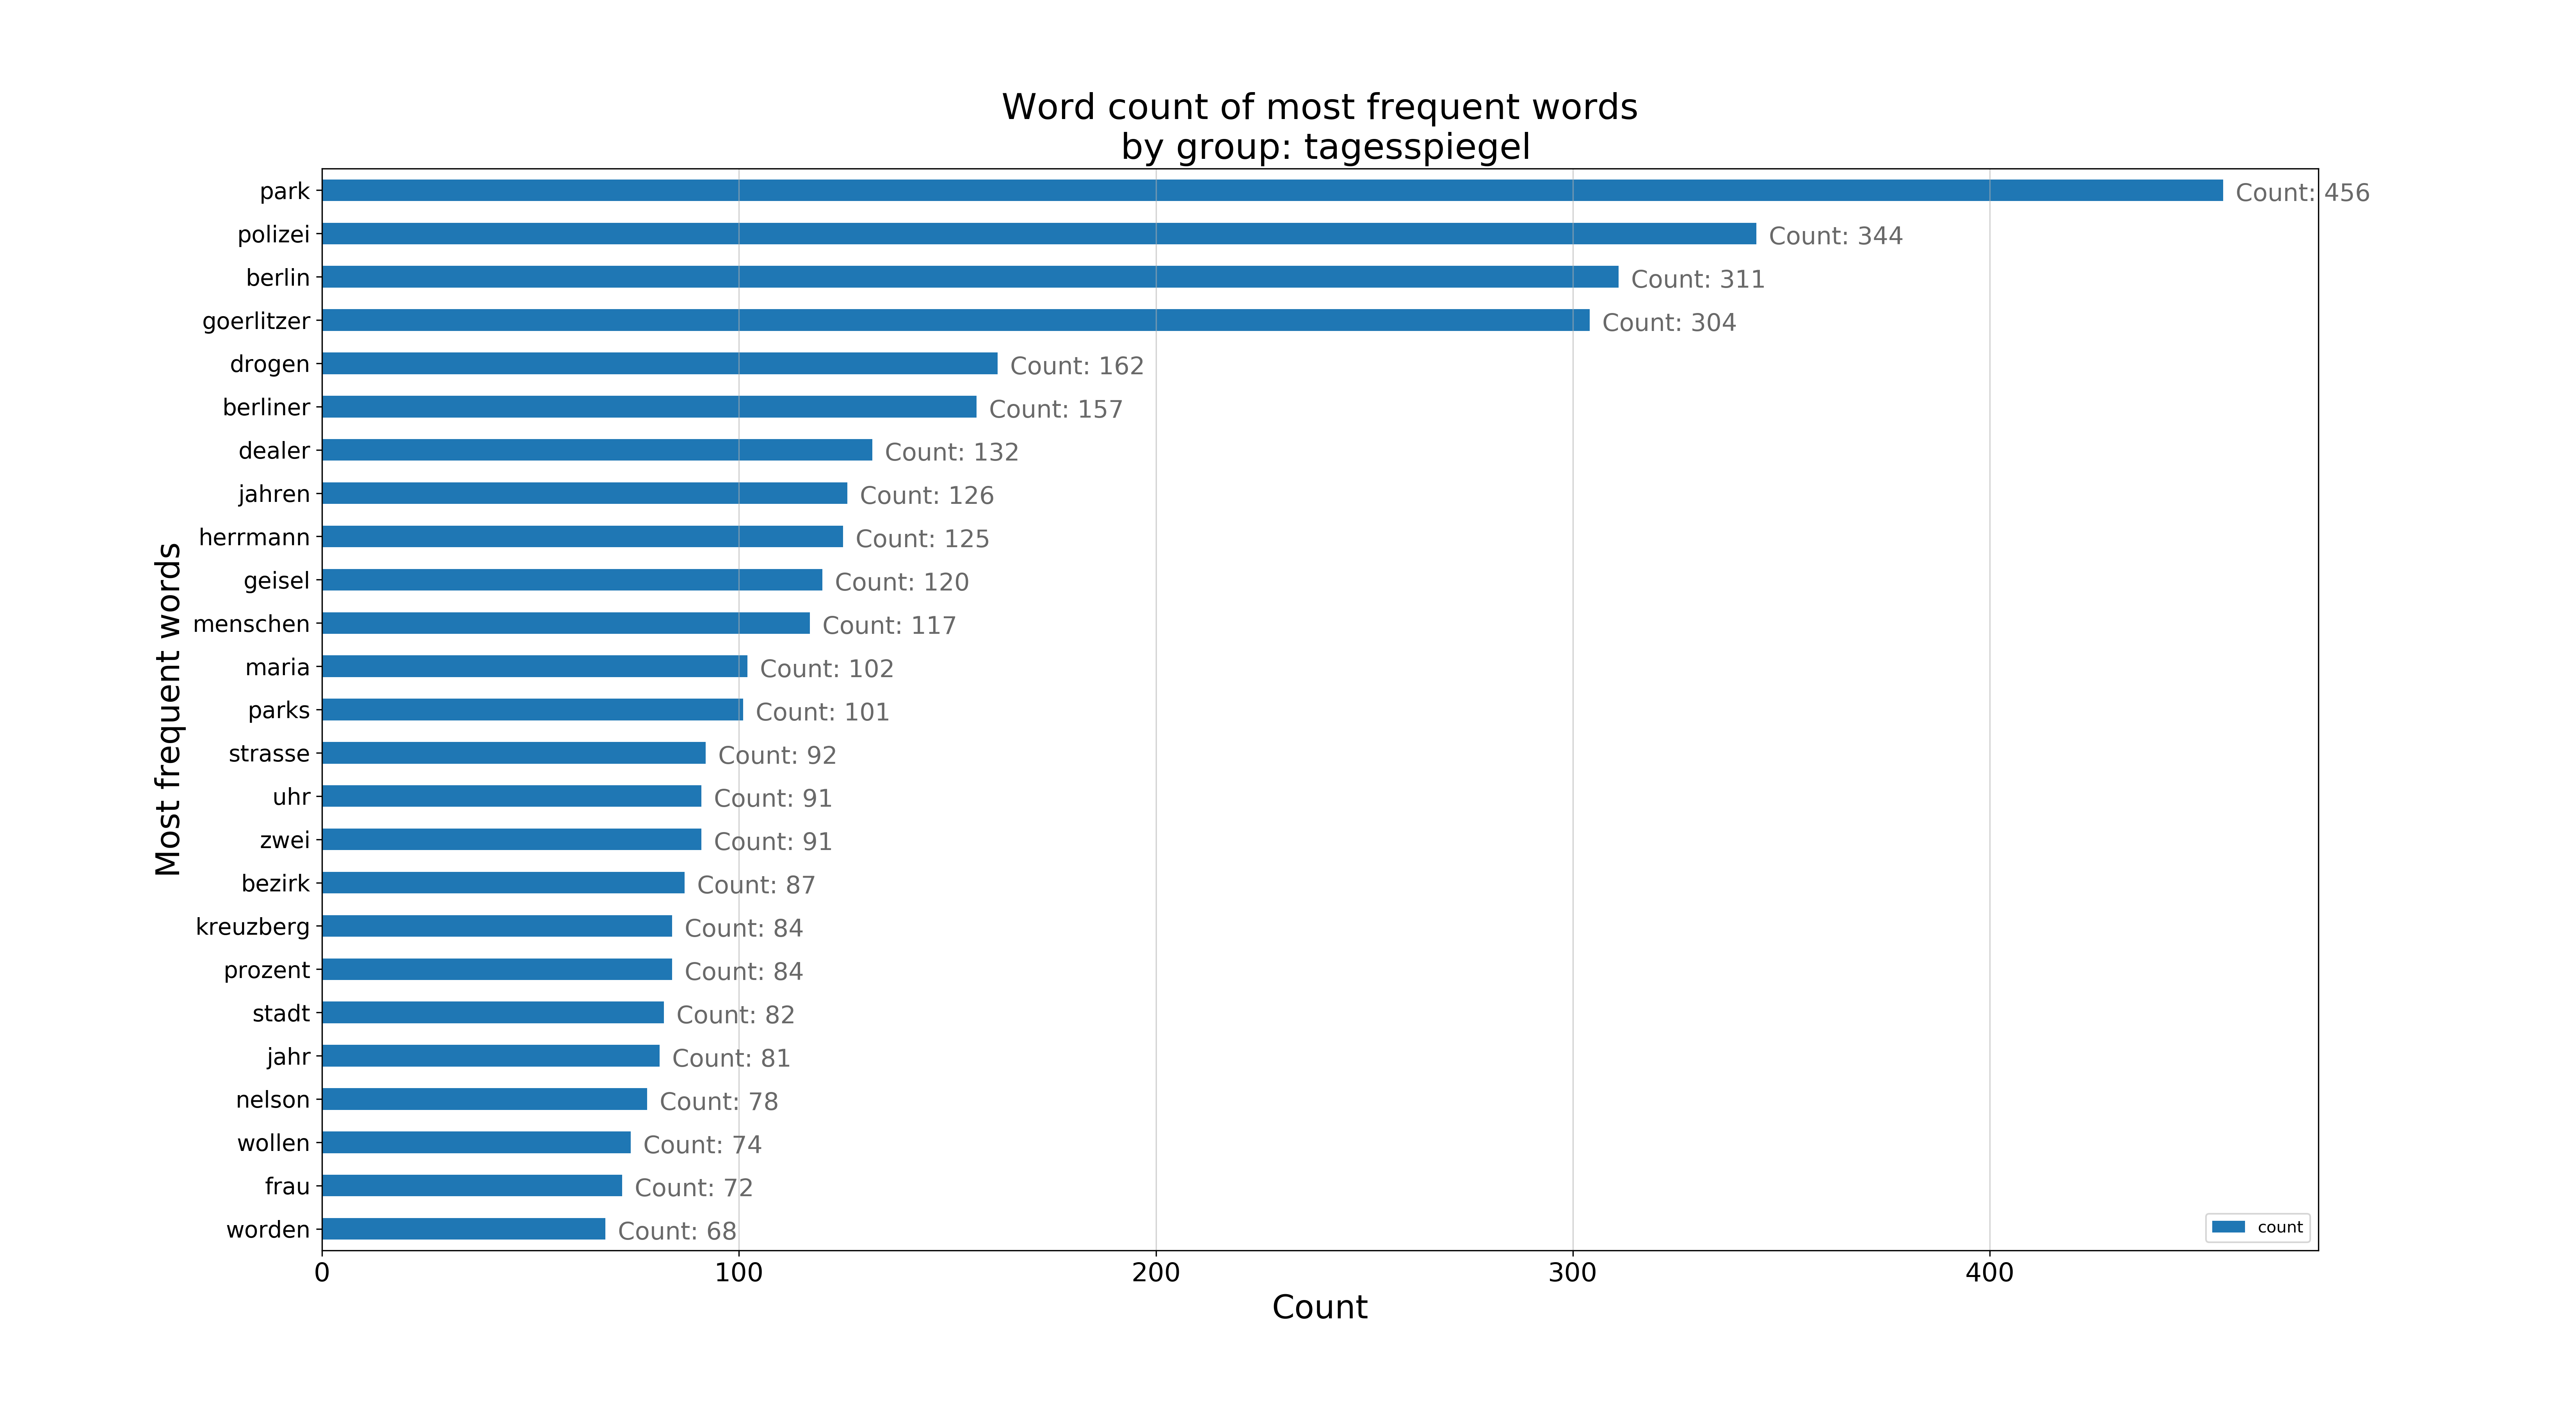 Word count of most frequent words
by group: tagesspiegel
Most frequent words
park Count: 456
polizei Count: 344
berlin Count: 311
goerlitzer Count: 304
drogen Count: 162
berliner Count: 157
dealer Count: 132
jahren Count: 126
herrmann Count: 125
geisel Count: 120
menschen Count: 117
maria Count: 102
parks Count: 101
strasse Count: 92
uhr Count: 91
zwei Count: 91
bezirk Count: 87
kreuzberg Count: 84
prozent Count: 84
stadt Count: 82
jahr Count: 81
nelson Count: 78
wollen Count: 74
frau Count: 72
worden Count: 68
count
0 100 200 300 400
Count